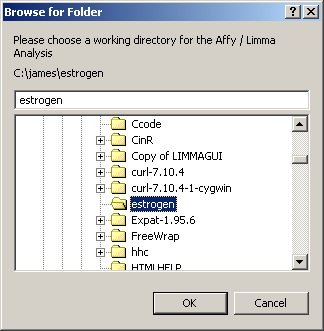 Browse for Folder
Please choose a working directory for the Affy / Limma
Analysis
C:\james\estrogen
estrogen
Ccode
CinR
Copy of LIMMAGUI
curl-7.10.4
curl-7.10.4-1-cygwin
estrogen
Expat-1.95.6
FreeWrap
hhc
HTMLHELP
OK
Cancel